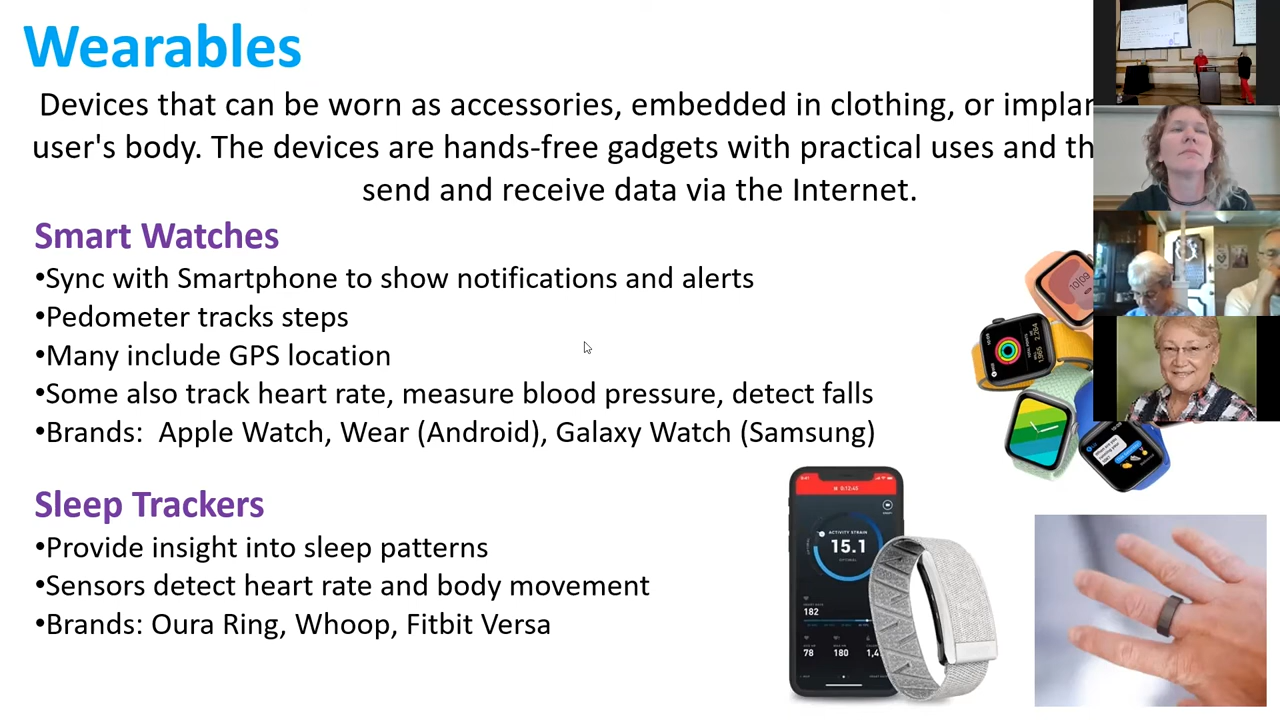 Wearables
Devices that can be worn as accessories, embedded in clothing, or
user's body. The devices are hands-free gadgets with practical uses and
send and receive data via the Internet.
Smart Watches
•Sync with Smartphone to show notifications and alerts
•Pedometer tracks steps
•Many include GPS location
•Some also track heart rate, measure blood pressure, detect falls
•Brands:  Apple Watch, Wear (Android), Galaxy Watch (Samsung)
Sleep Trackers
•Provide insight into sleep patterns
•Sensors detect heart rate and body movement
•Brands: Oura Ring, Whoop, Fitbit Versa
ACTIVITY STRAIN
15.1
182
78 180